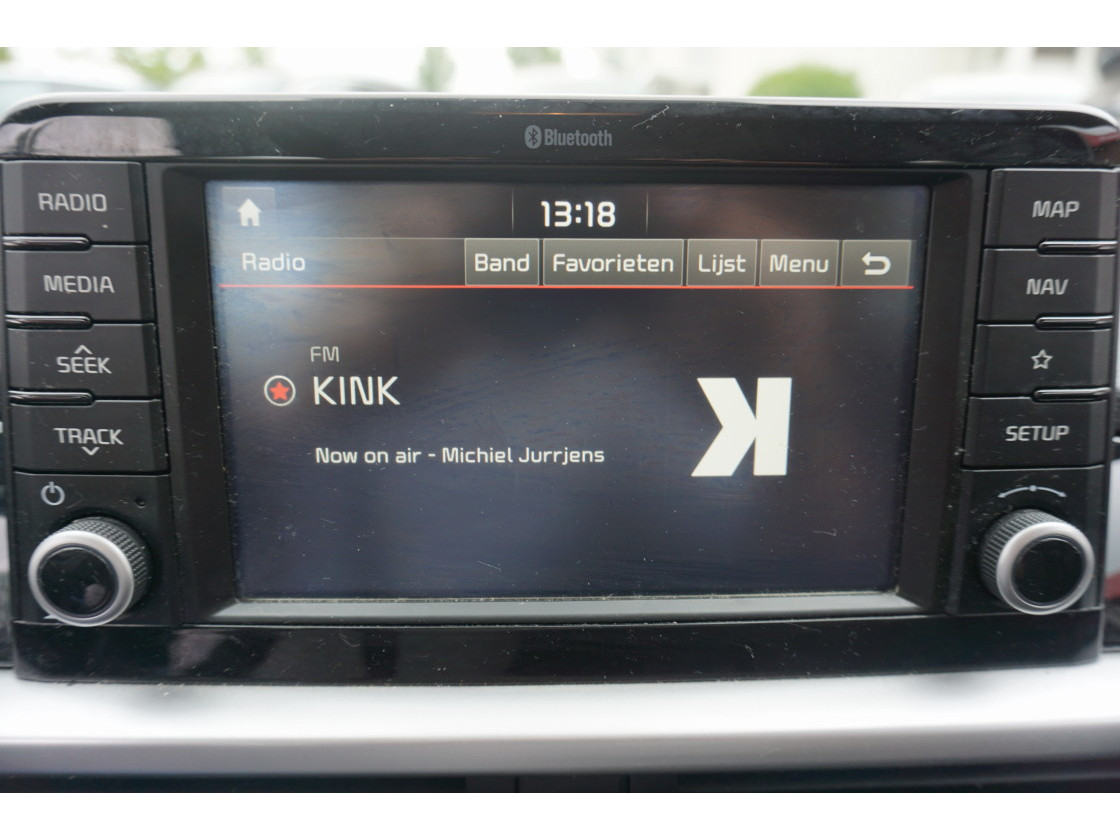 Bluetooth
RADIO
MEDIA
SEEK
TRACK
13:18
Radio
Band
Favorieten
Lijst
Menu
FM
KINK
Now on air - Michiel Jurrjens
K
MAP
NAV
SETUP